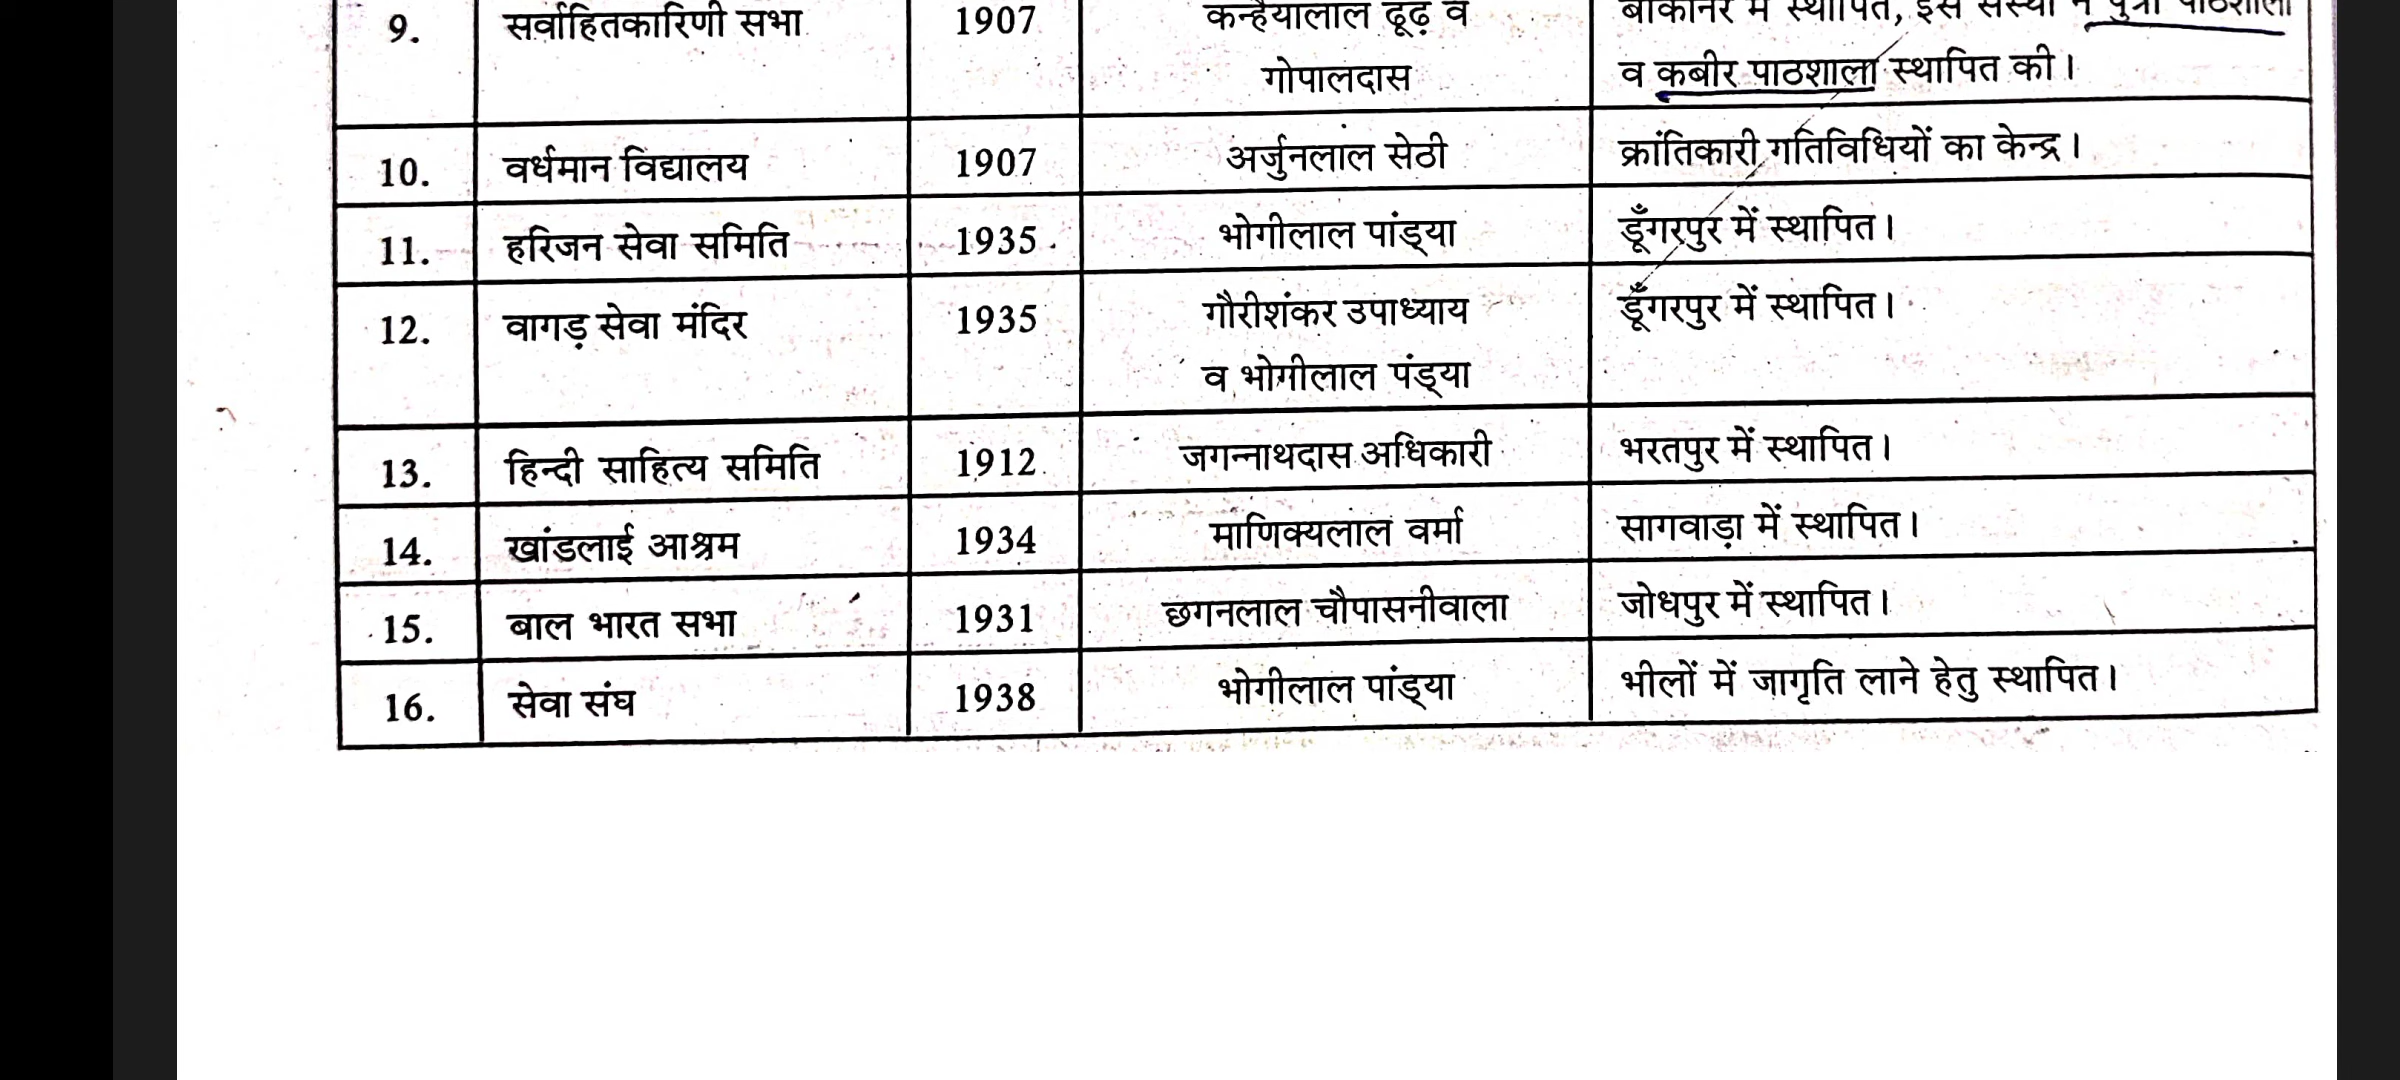 9. सर्वाहितकारिणी सभा 1907 कन्हैयालाल ढूढ़ व बीकानेर में स्थापित, इस संस्था ने पुत्री पाठशाला
गोपालदास व कबीर पाठशाला स्थापित की।
10. वर्धमान विद्यालय 1907 अर्जुनलाल सेठी क्रांतिकारी गतिविधियों का केन्द्र।
11. हरिजन सेवा समिति 1935 भोगीलाल पांड्या डूँगरपुर में स्थापित।
12. वागड़ सेवा मंदिर 1935 गौरीशंकर उपाध्याय डूँगरपुर में स्थापित।
व भोगीलाल पंड्या
13. हिन्दी साहित्य समिति 1912 जगन्नाथदास अधिकारी भरतपुर में स्थापित।
14. खांडलाई आश्रम 1934 माणिक्यलाल वर्मा सागवाड़ा में स्थापित।
15. बाल भारत सभा 1931 छगनलाल चौपासनीवाला जोधपुर में स्थापित।
16. सेवा संघ 1938 भोगीलाल पांड्या भीलों में जागृति लाने हेतु स्थापित।